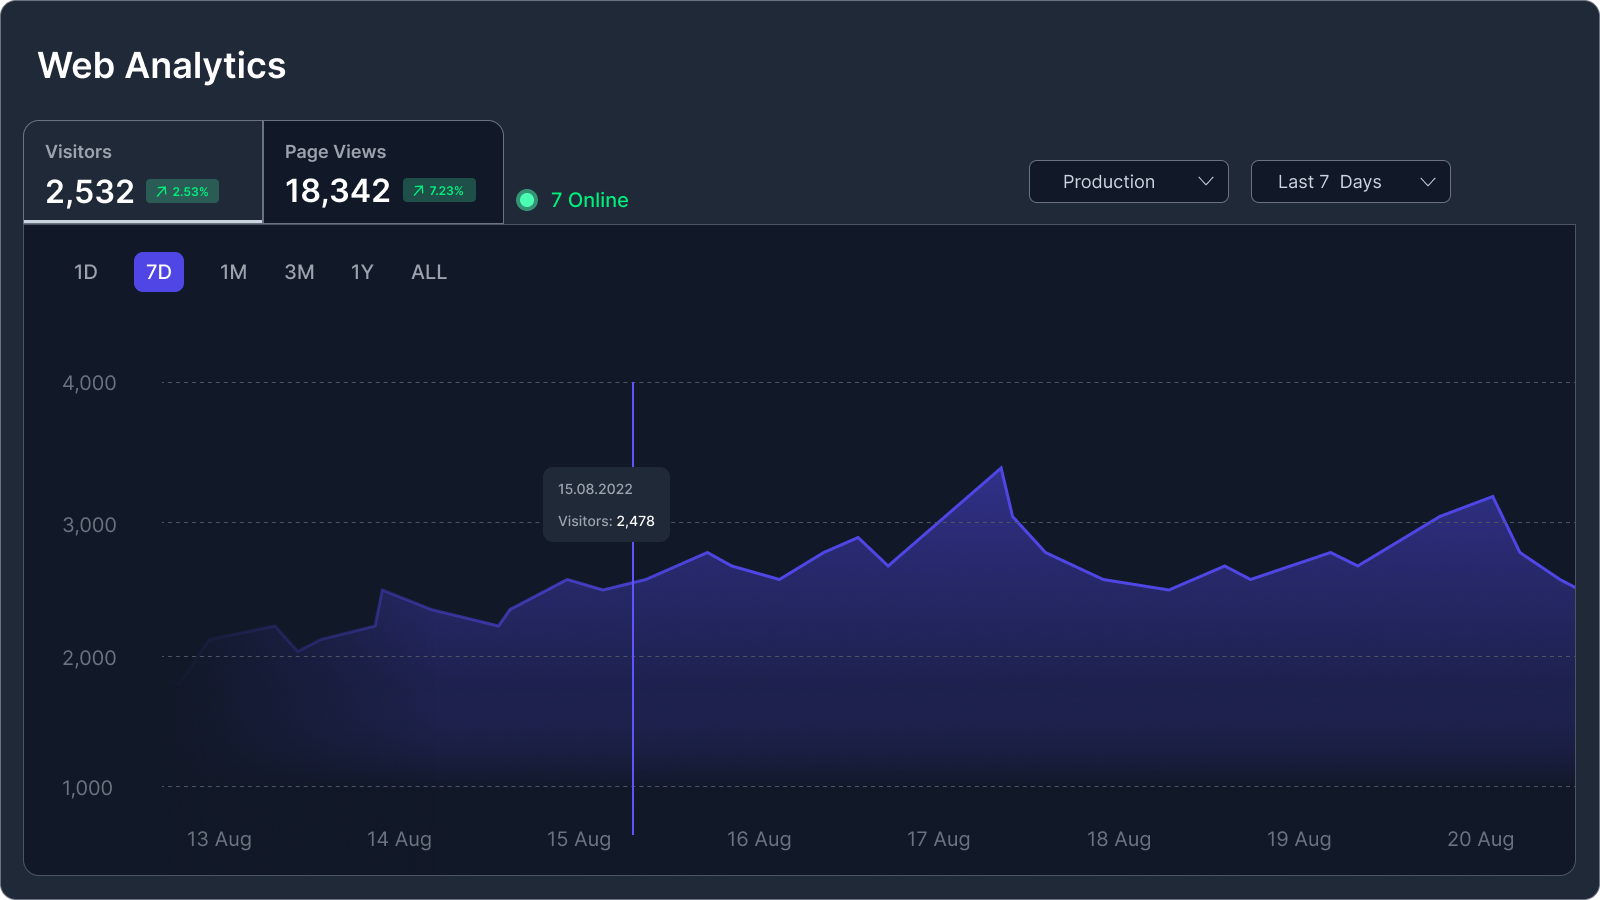 Web Analytics
Visitors
2,532 2.53%
Page Views
18,342 7.23%
7 Online
Production
Last 7 Days
1D 7D 1M 3M 1Y ALL
4,000
3,000
2,000
1,000
15.08.2022
Visitors: 2,478
13 Aug 14 Aug 15 Aug 16 Aug 17 Aug 18 Aug 19 Aug 20 Aug